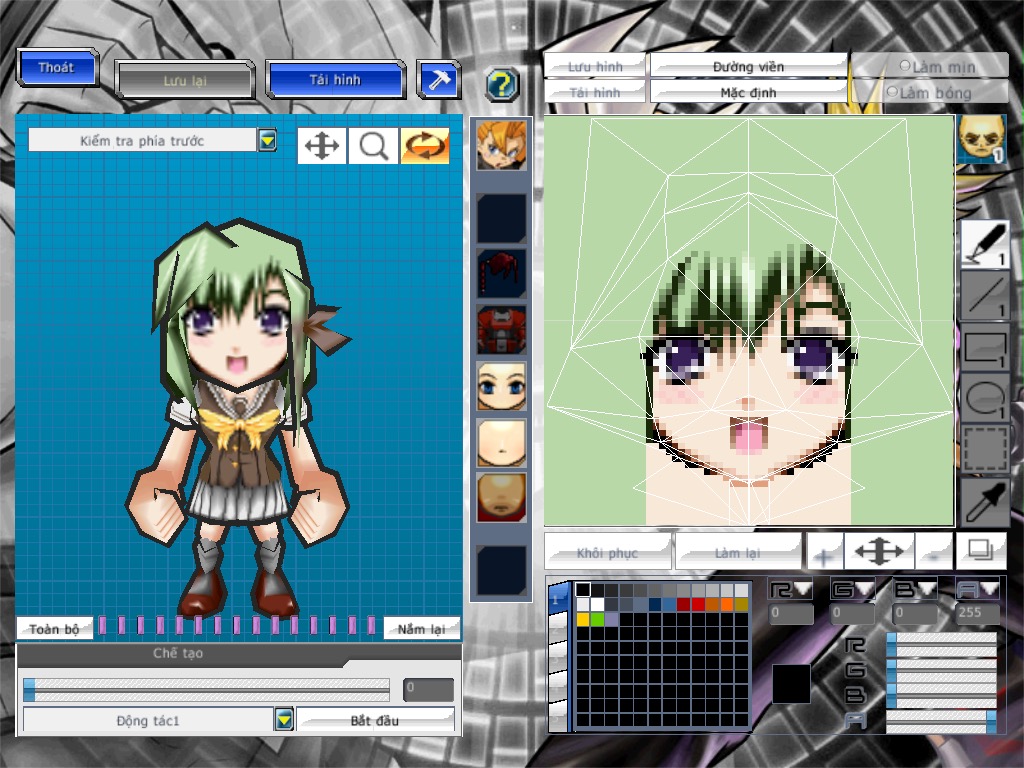 Thoát
Lưu lại
Tải hình
?
Lưu hình
Đường viền
Làm mịn
Tải hình
Mặc định
Làm bóng
Kiểm tra phía trước
1
1
1
1
1
Khôi phục
Làm lại
+
-
R
G
B
A
0
0
0
255
R
G
B
A
Toàn bộ
Nắm lại
Chế tạo
0
Động tác1
Bắt đầu